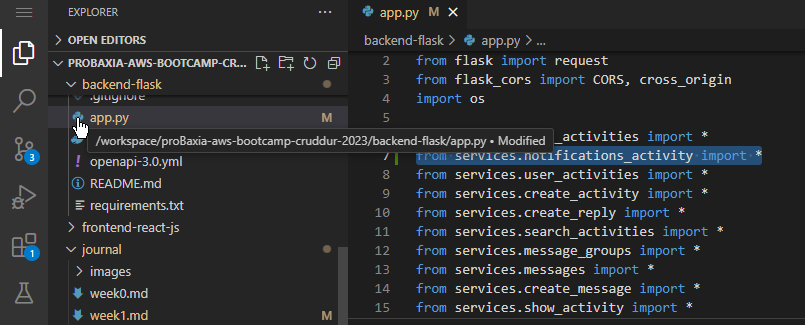 EXPLORER
OPEN EDITORS
PROBAXIA-AWS-BOOTCAMP-CR...
backend-flask
.gitignore
app.py M
/workspace/proBaxia-aws-bootcamp-cruddur-2023/backend-flask/app.py • Modified
openapi-3.0.yml
README.md
requirements.txt
frontend-react-js
journal
images
week0.md
week1.md M
3
1
app.py M
backend-flask > app.py > ...
2 from flask import request
3 from flask_cors import CORS, cross_origin
4 import os
5
_activities import *
7 from services.notifications_activity import *
8 from services.user_activities import *
9 from services.create_activity import *
10 from services.create_reply import *
11 from services.search_activities import *
12 from services.message_groups import *
13 from services.messages import *
14 from services.create_message import *
15 from services.show_activity import *